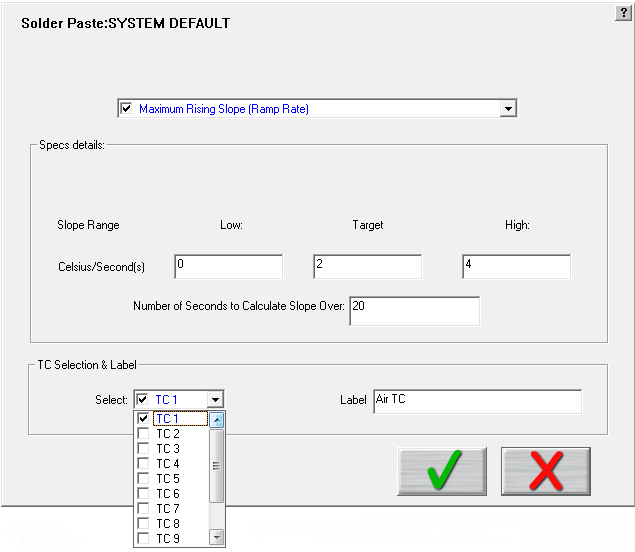 ?
Solder Paste:SYSTEM DEFAULT
Maximum Rising Slope (Ramp Rate)
Specs details:
Slope Range Low: Target High:
Celsius/Second(s) 0 2 4
Number of Seconds to Calculate Slope Over: 20
TC Selection & Label
Select: TC 1 Label Air TC
TC 1
TC 2
TC 3
TC 4
TC 5
TC 6
TC 7
TC 8
TC 9